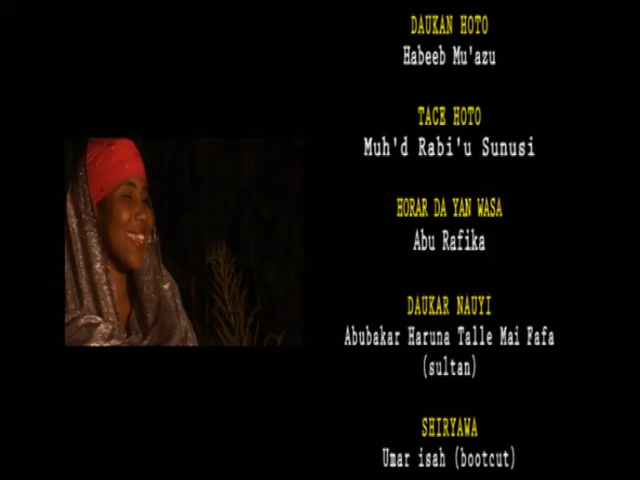 DAUKAN HOTO
Habeeb Mu'azu
TACE HOTO
Muh'd Rabi'u Sunusi
HORAR DA YAN WASA
Abu Rafika
DAUKAR NAUYI
Abubakar Haruna Talle Mai Fafa
(sultan)
SHIRYAWA
Umar isah (bootcut)